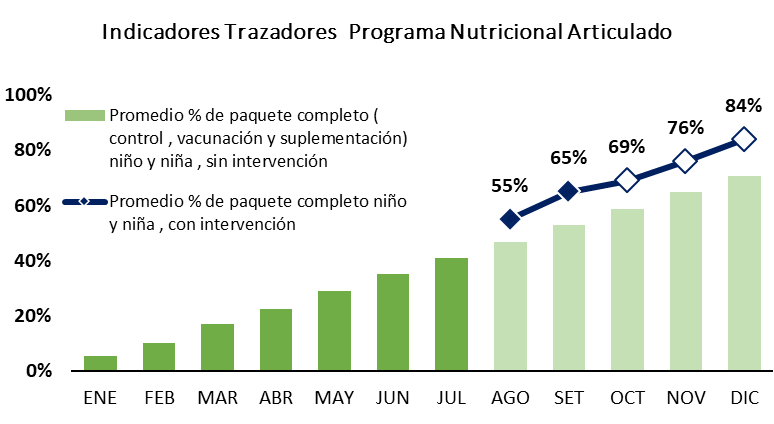 Indicadores Trazadores  Programa Nutricional Articulado
100%
80%
60%
40%
20%
0%
Promedio % de paquete completo (
control , vacunación y suplementación)
niño y niña , sin intervención
Promedio % de paquete completo niño
y niña , con intervención
55%
65%
69%
76%
84%
ENE FEB MAR ABR MAY JUN JUL AGO SET OCT NOV DIC